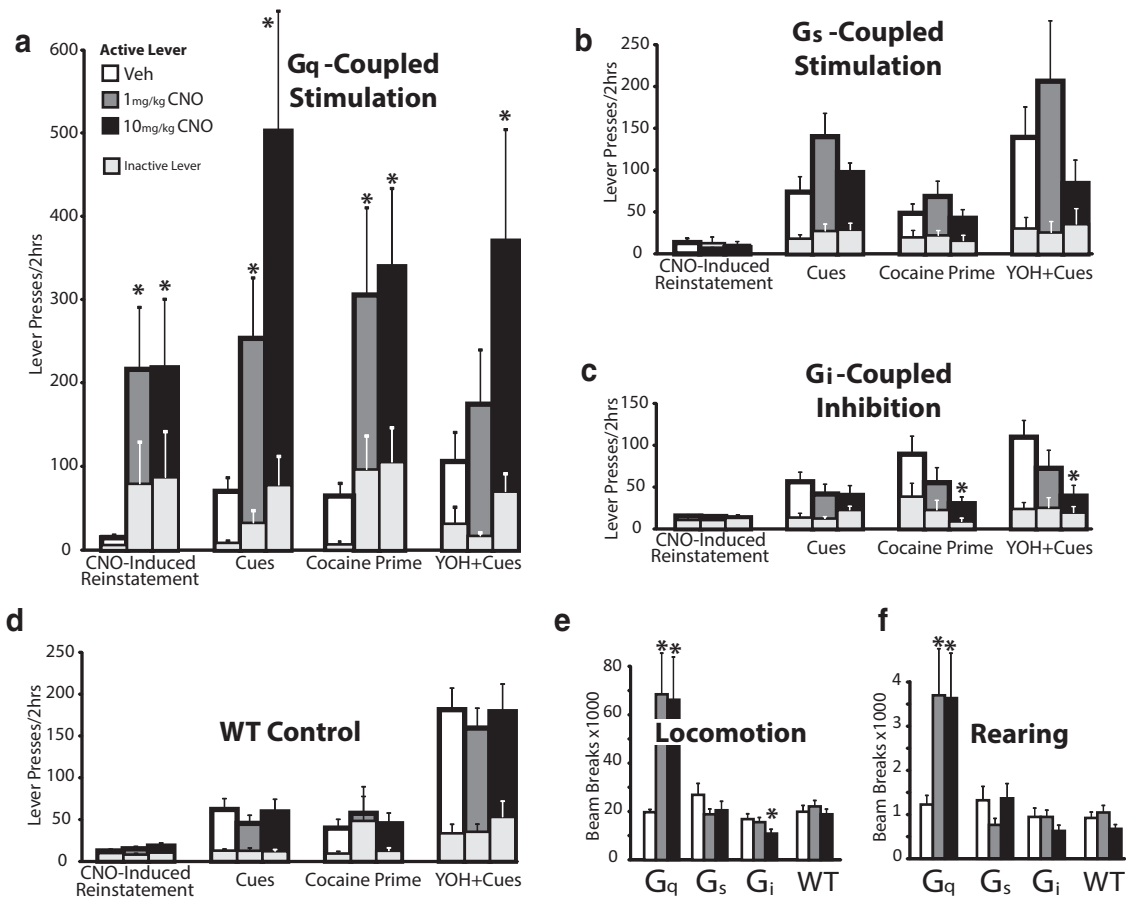 a
Active Lever
Veh
1mg/kg CNO
10mg/kg CNO
Inactive Lever
Gq -Coupled
Stimulation
Lever Presses/2hrs
600
500
400
300
200
100
0
*
*
*
*
*
*
*
CNO-Induced
Reinstatement
Cues
Cocaine Prime
YOH+Cues
b
Gs -Coupled
Stimulation
Lever Presses/2hrs
250
200
150
100
50
0
CNO-Induced
Reinstatement
Cues
Cocaine Prime
YOH+Cues
c
Gi-Coupled
Inhibition
Lever Presses/2hrs
150
100
50
0
*
*
CNO-Induced
Reinstatement
Cues
Cocaine Prime
YOH+Cues
d
WT Control
Lever Presses/2hrs
250
200
150
100
50
0
CNO-Induced
Reinstatement
Cues
Cocaine Prime
YOH+Cues
e
Locomotion
Beam Breaks x1000
80
60
40
20
0
* *
*
Gq Gs Gi WT
f
Rearing
Beam Breaks x1000
4
3
2
1
0
* *
Gq Gs Gi WT